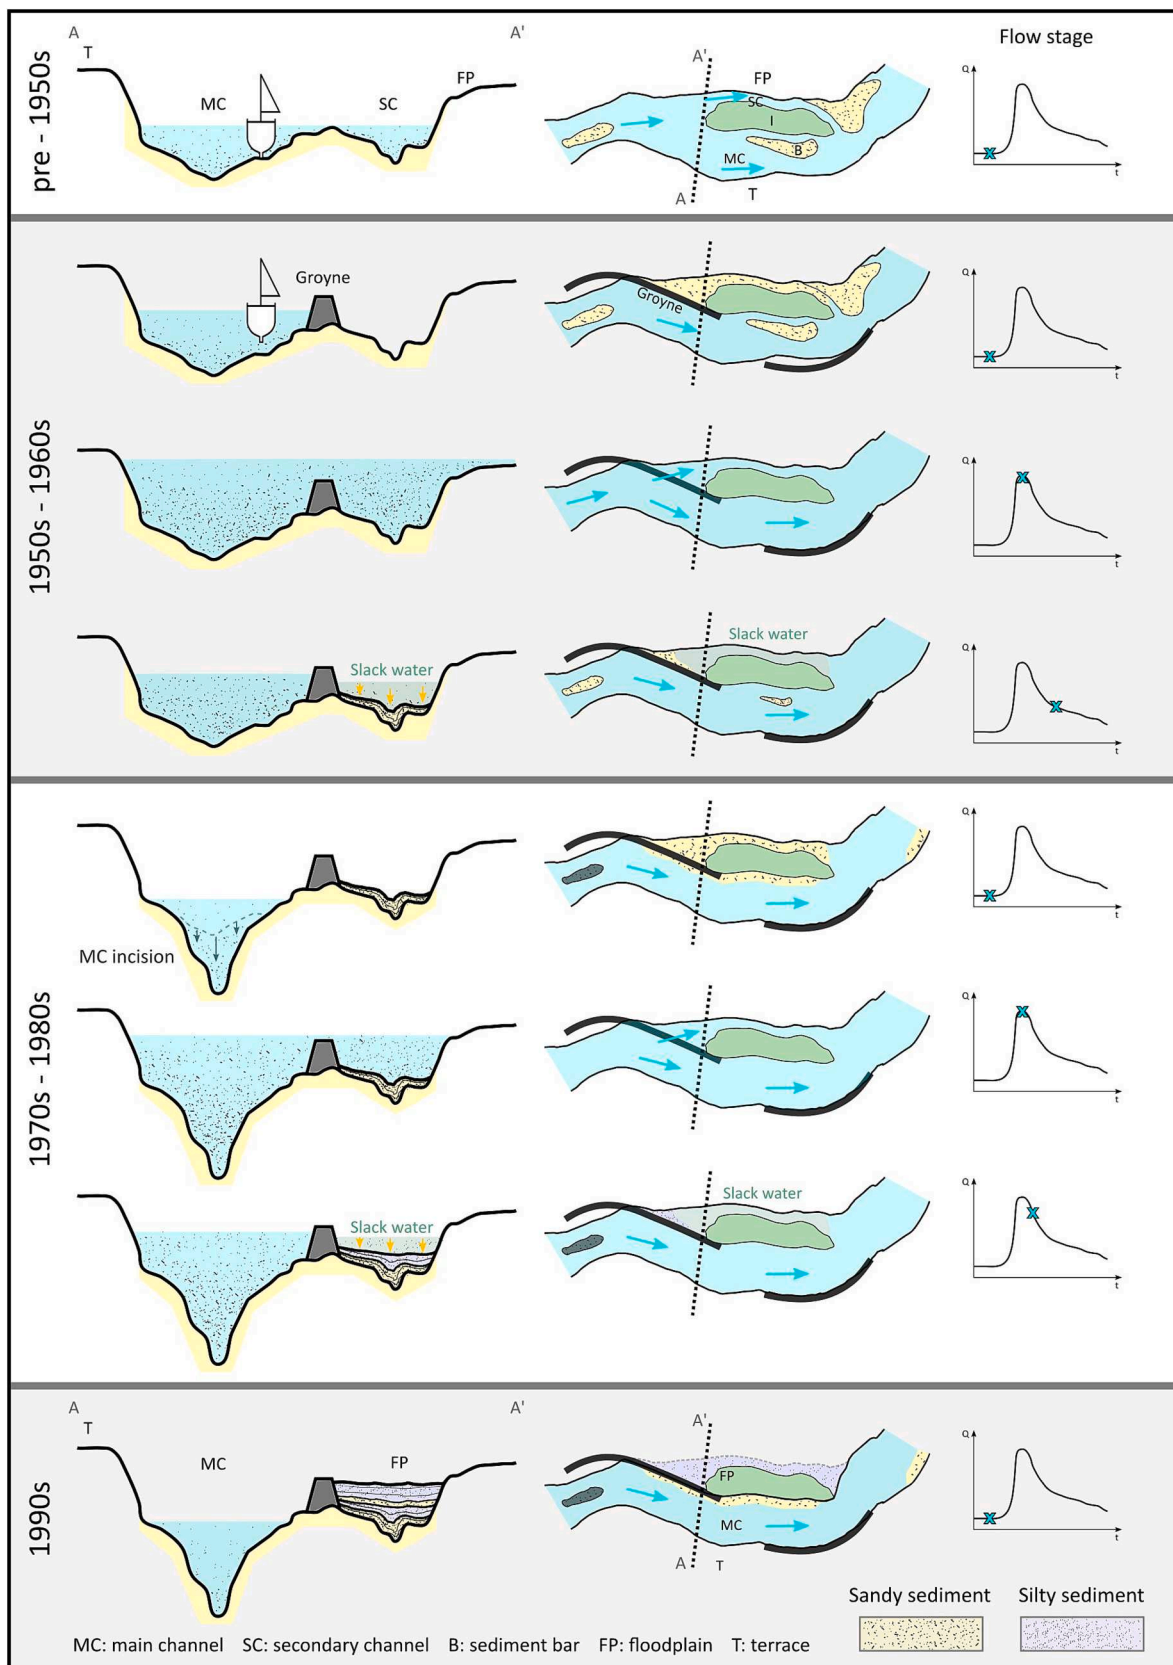 A
A'
Flow stage
pre - 1950s
T
MC
SC
FP
A'
FP
SC
I
B
MC
A
T
Q
t
1950s - 1960s
Groyne
Groyne
Q
t
Q
t
Slack water
Slack water
Q
t
1970s - 1980s
MC incision
Q
t
Q
t
Slack water
Slack water
Q
t
1990s
A
A'
T
MC
FP
A'
FP
MC
A
T
Q
t
Sandy sediment
Silty sediment
MC: main channel SC: secondary channel B: sediment bar FP: floodplain T: terrace